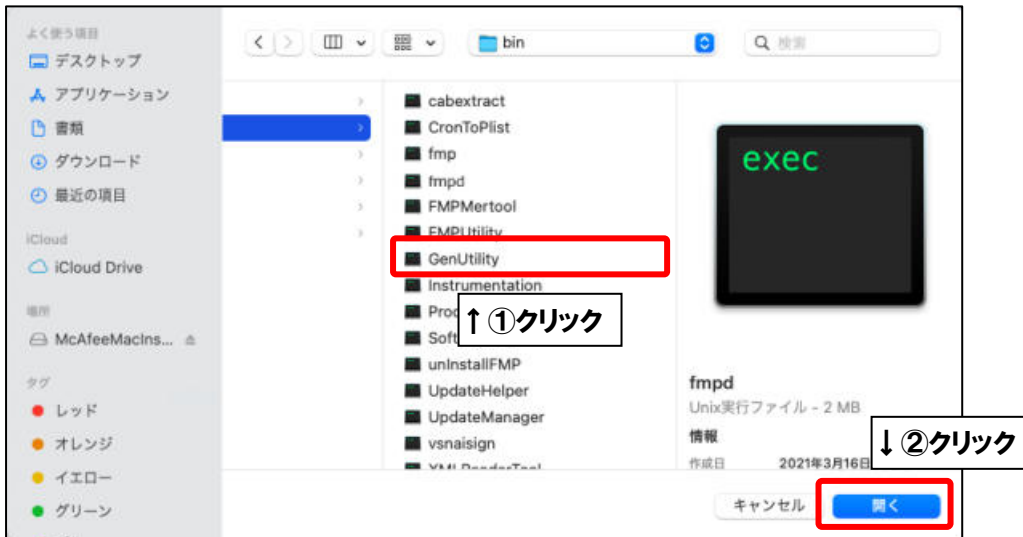 よく使う項目
デスクトップ
アプリケーション
書類
ダウンロード
最近の項目
iCloud
iCloud Drive
場所
McAfeeMacIns...
タグ
レッド
オレンジ
イエロー
グリーン
bin
検索
cabextract
CronToPlist
fmp
fmpd
FMPMertool
FMPUtility
GenUtility
Instrumentation
Proc
Soft
unInstallFMP
UpdateHelper
UpdateManager
vsnaisign
↑①クリック
exec
fmpd
Unix実行ファイル - 2 MB
情報
作成日 2021年3月16日
↓②クリック
キャンセル
開く